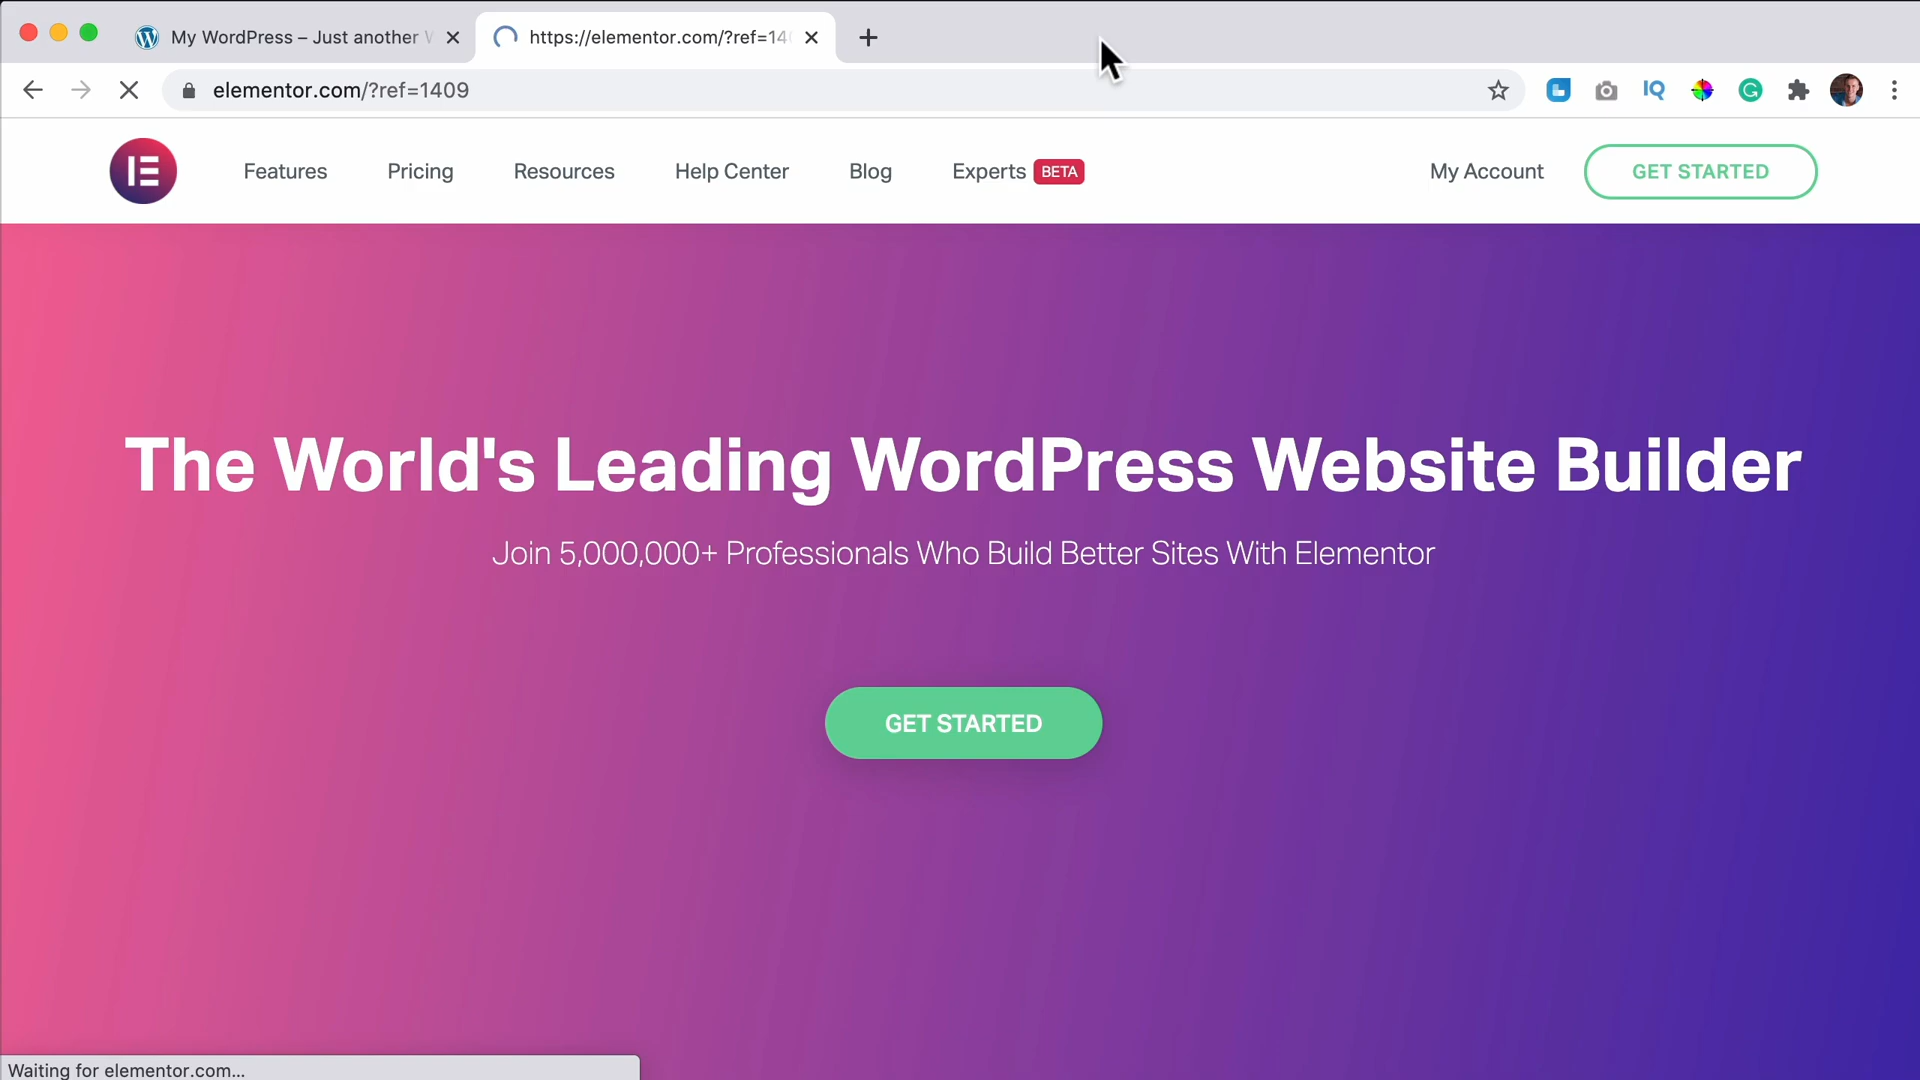 My WordPress – Just another
https://elementor.com/?ref=14
elementor.com/?ref=1409
IQ
Features
Pricing
Resources
Help Center
Blog
Experts BETA
My Account
GET STARTED
The World's Leading WordPress Website Builder
Join 5,000,000+ Professionals Who Build Better Sites With Elementor
GET STARTED
Waiting for elementor.com...